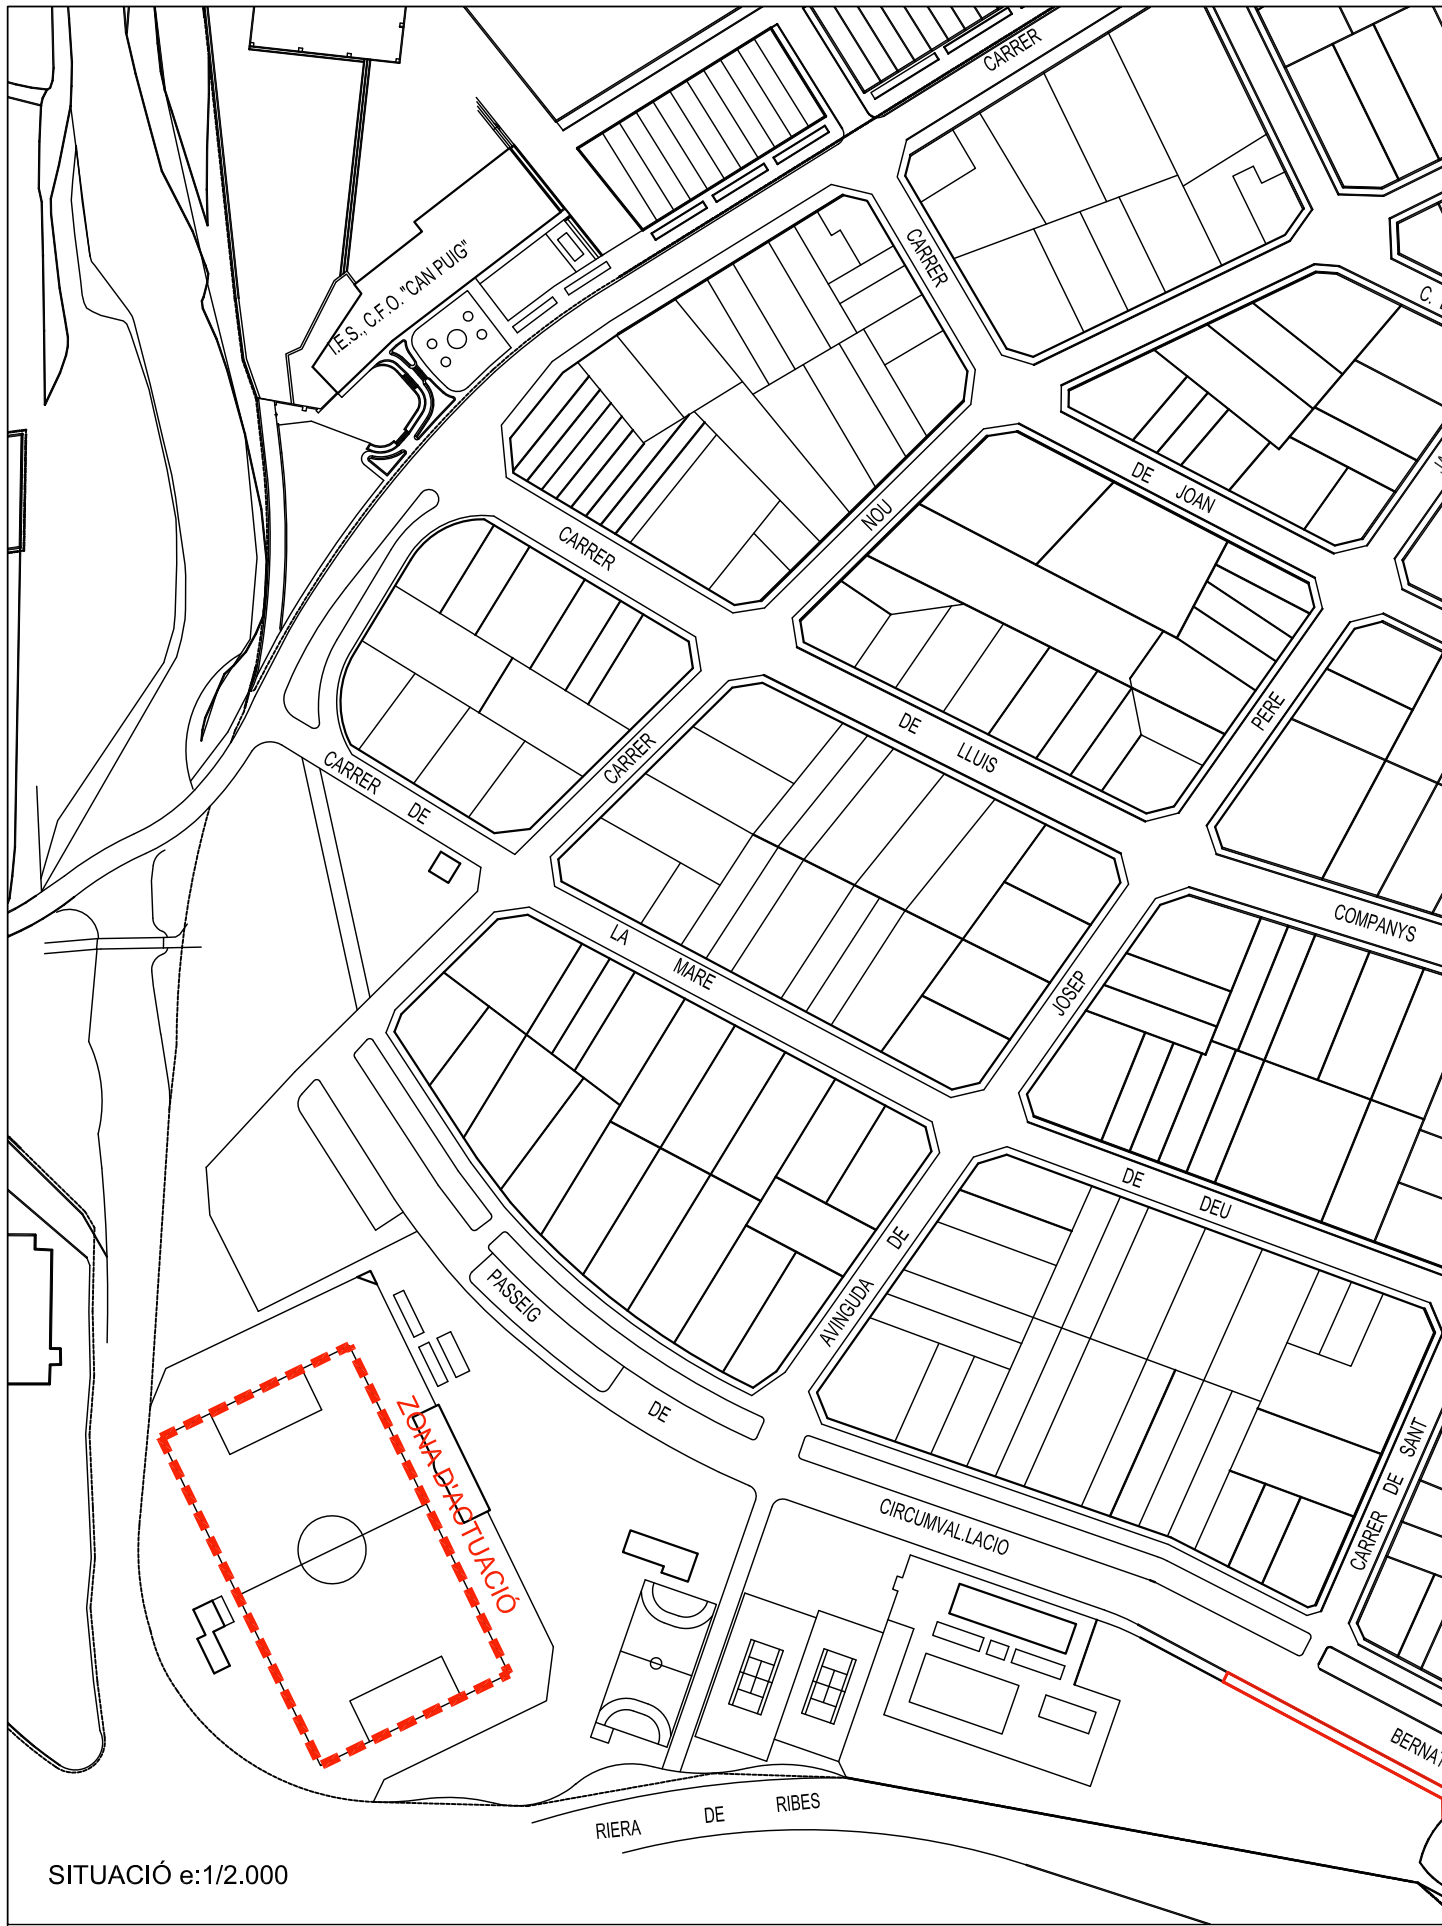 CARRER
I.E.S., C.F.O. "CAN PUIG"
CARRER
C.
DE JOAN
NOU
CARRER
PERE
CARRER
DE LLUIS
CARRER DE
COMPANYS
LA MARE
JOSEP
DE DEU
AVINGUDA DE
PASSEIG
DE
CIRCUMVAL.LACIO
CARRER DE SANT
ZONA D'ACTUACIÓ
BERNAT
RIERA DE RIBES
SITUACIÓ e:1/2.000